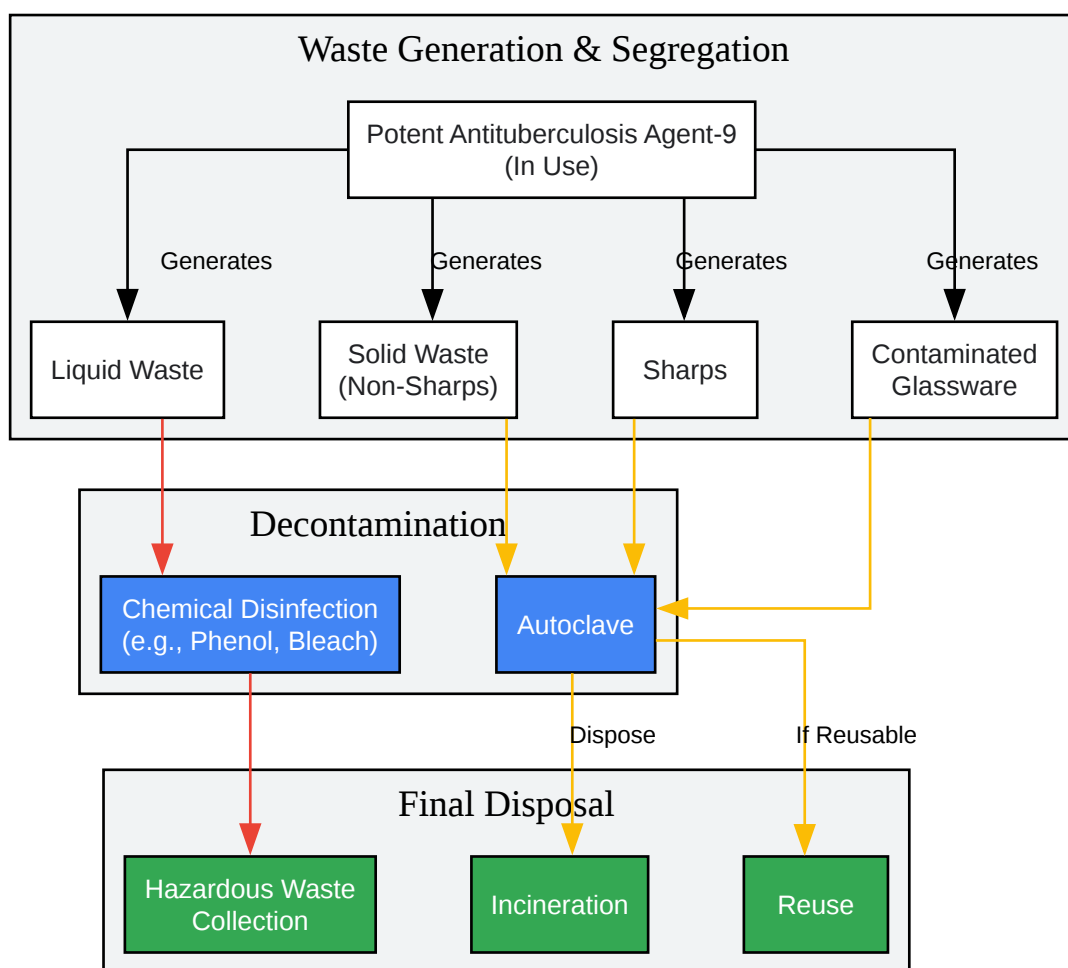 Waste Generation & Segregation
Potent Antituberculosis Agent-9
(In Use)
Generates
Generates
Generates
Generates
Liquid Waste
Solid Waste
(Non-Sharps)
Sharps
Contaminated
Glassware
Decontamination
Chemical Disinfection
(e.g., Phenol, Bleach)
Autoclave
Dispose
If Reusable
Final Disposal
Hazardous Waste
Collection
Incineration
Reuse